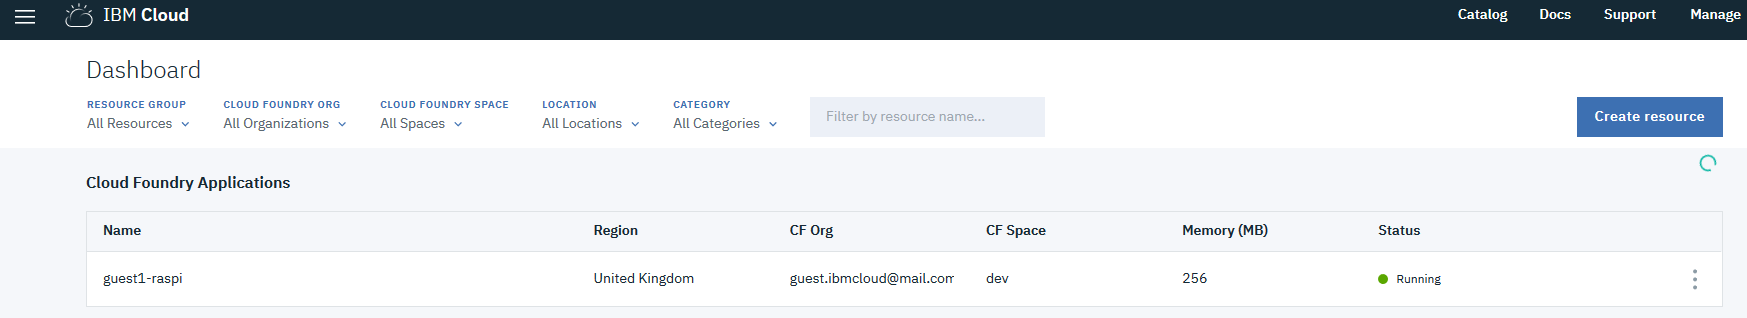 IBM Cloud Catalog Docs Support Manage
Dashboard
RESOURCE GROUP CLOUD FOUNDRY ORG CLOUD FOUNDRY SPACE LOCATION CATEGORY
All Resources All Organizations All Spaces All Locations All Categories Filter by resource name... Create resource
Cloud Foundry Applications
Name Region CF Org CF Space Memory (MB) Status
guest1-raspi United Kingdom guest.ibmcloud@mail.com dev 256 Running